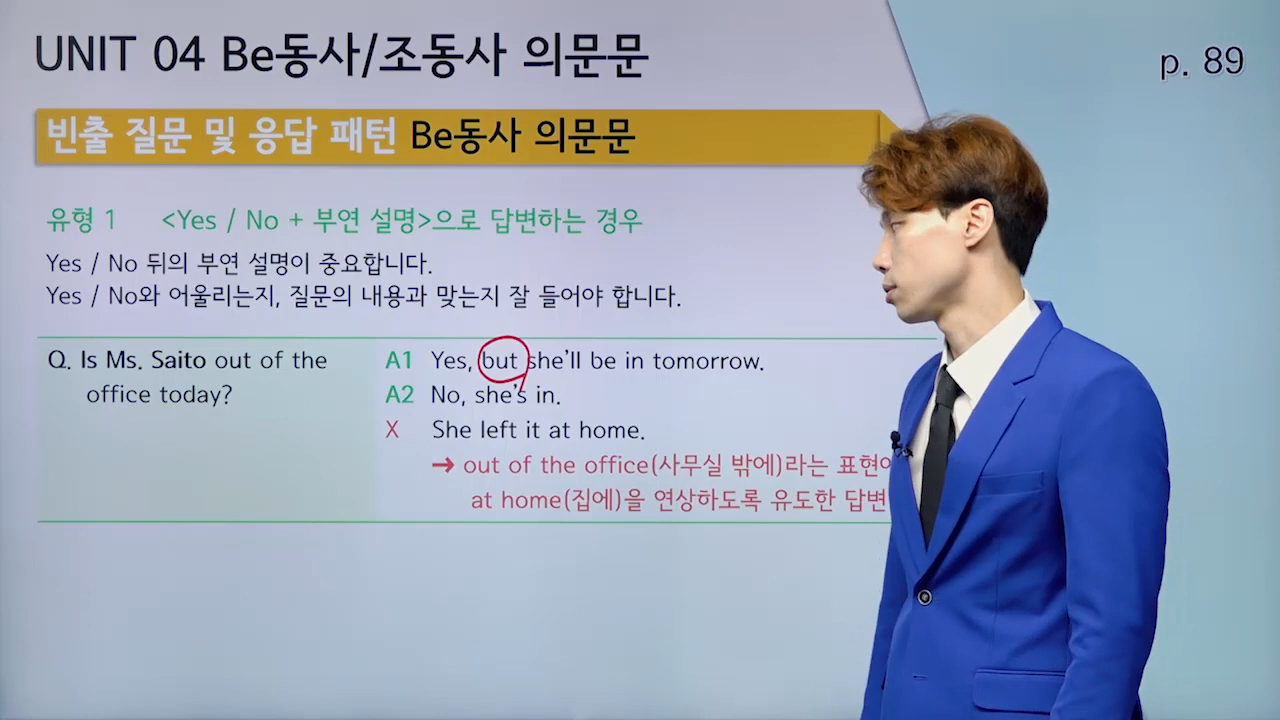 UNIT 04 Be동사/조동사 의문문
p. 89
빈출 질문 및 응답 패턴 Be동사 의문문
유형 1 <Yes / No + 부연 설명>으로 답변하는 경우
Yes / No 뒤의 부연 설명이 중요합니다.
Yes / No와 어울리는지, 질문의 내용과 맞는지 잘 들어야 합니다.
Q. Is Ms. Saito out of the
office today?
A1 Yes, but she'll be in tomorrow.
A2 No, she's in.
X She left it at home.
→ out of the office(사무실 밖에)라는
at home(집에)을 연상하도록 유도한 답변